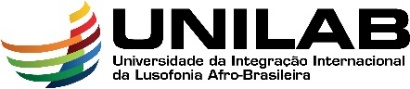 UNILAB
Universidade da Integração Internacional
da Lusofonia Afro-Brasileira